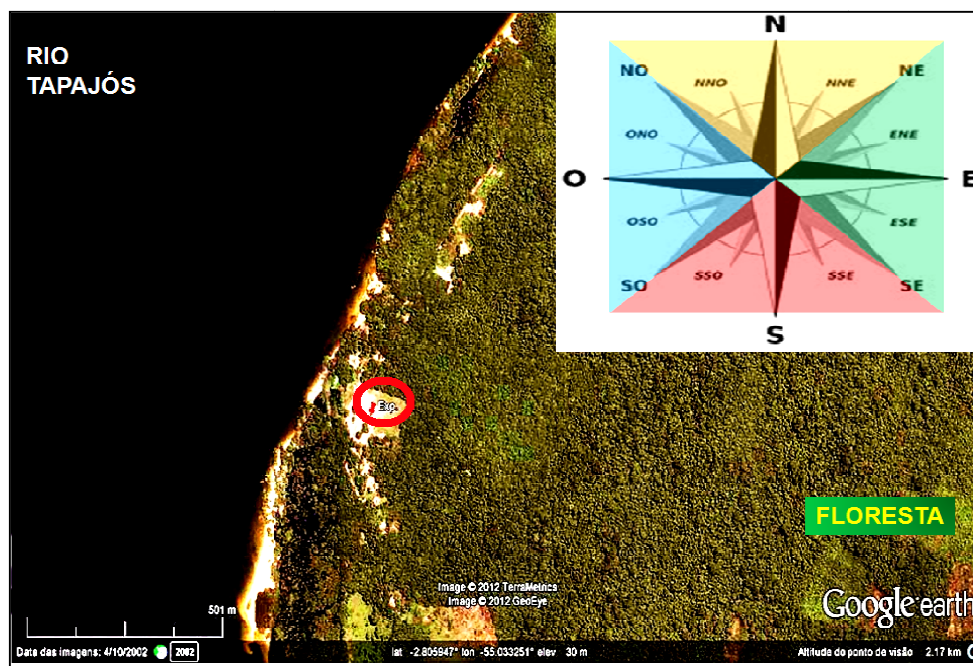 RIO
TAPAJÓS
N
NO
NNO
NNE
NE
ONO
ENE
O
E
OSO
ESE
SO
SSO
SSE
SE
S
Exp.
FLORESTA
Image © 2012 TerraMetrics
Image © 2012 GeoEye
Google earth
501 m
Data das imagens: 4/10/2002
2002
lat -2.805947° lon -55.033251° elev 30 m
Altitude do ponto de visão 2.17 km